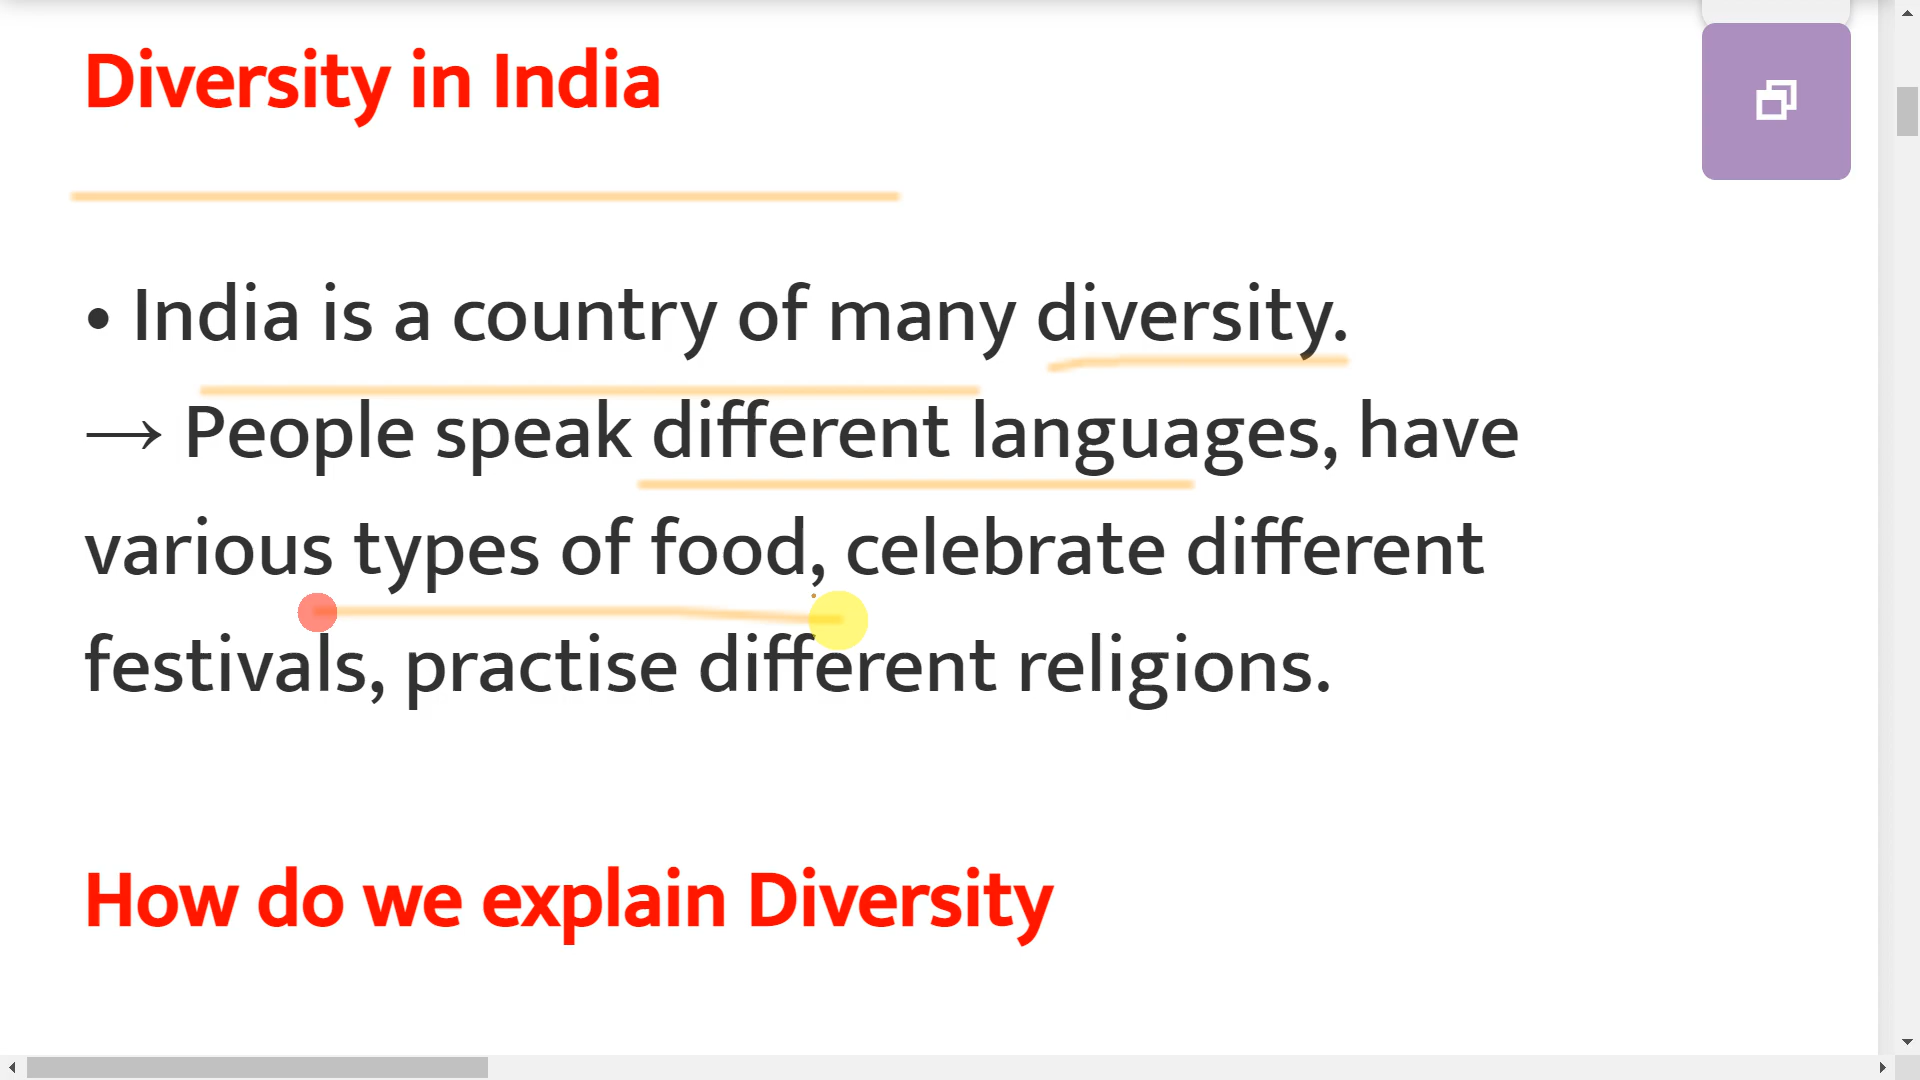 Diversity in India
• India is a country of many diversity.
→ People speak different languages, have
various types of food, celebrate different
festivals, practise different religions.
How do we explain Diversity